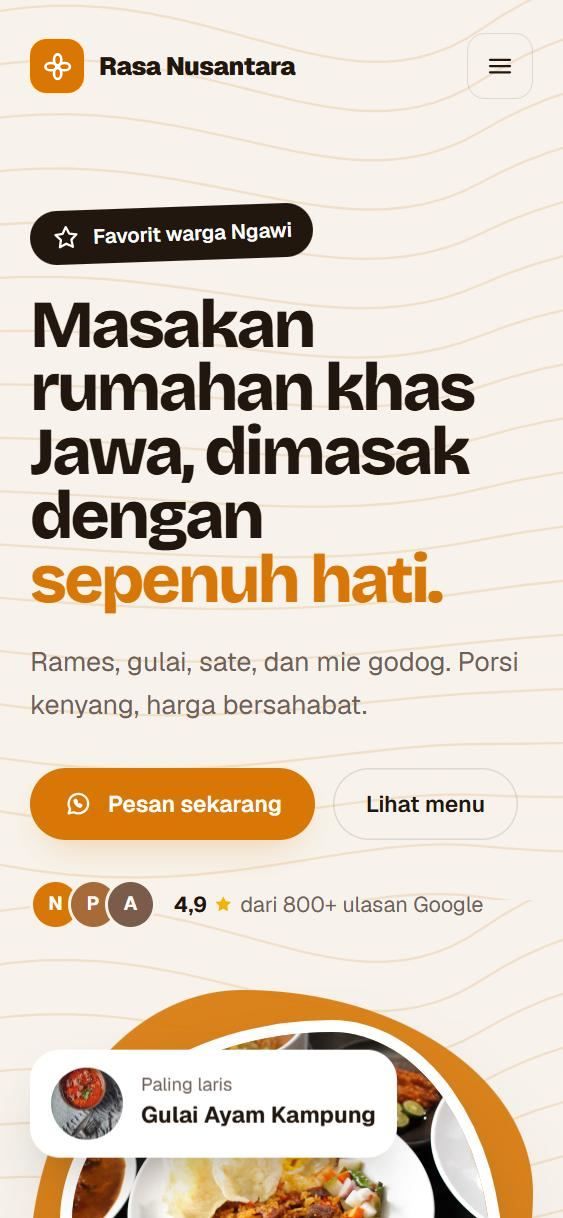 Rasa Nusantara
Favorit warga Ngawi
Masakan
rumahan khas
Jawa, dimasak
dengan
sepenuh hati.
Rames, gulai, sate, dan mie godog. Porsi
kenyang, harga bersahabat.
Pesan sekarang
Lihat menu
N P A 4,9 dari 800+ ulasan Google
Paling laris
Gulai Ayam Kampung